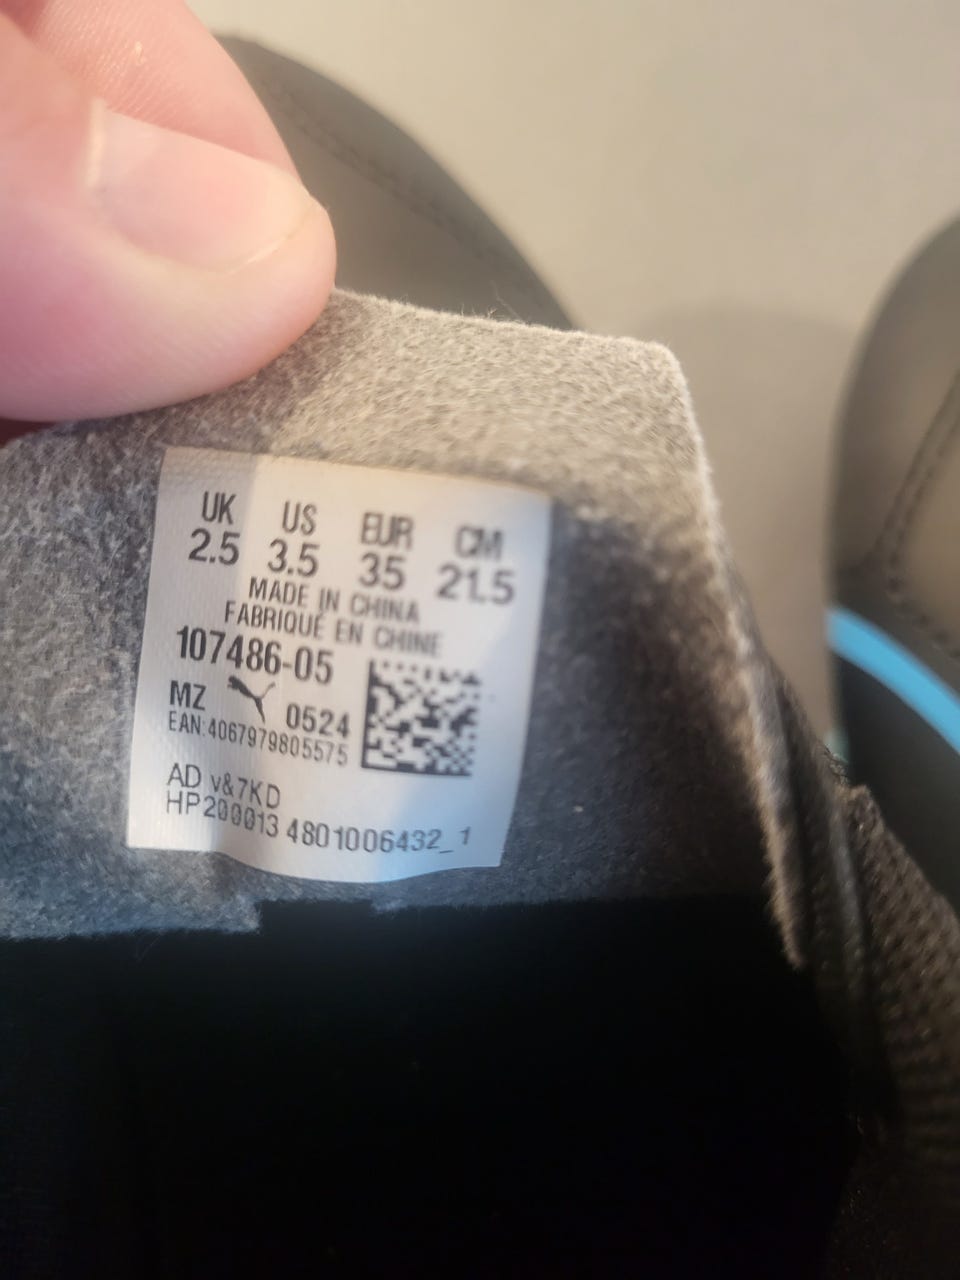 UK US EUR CM
2.5 3.5 35 21.5
MADE IN CHINA
FABRIQUÉ EN CHINE
107486-05
MZ 0524
EAN:4067979805575
AD v&7KD
HP200013 4801006432_1